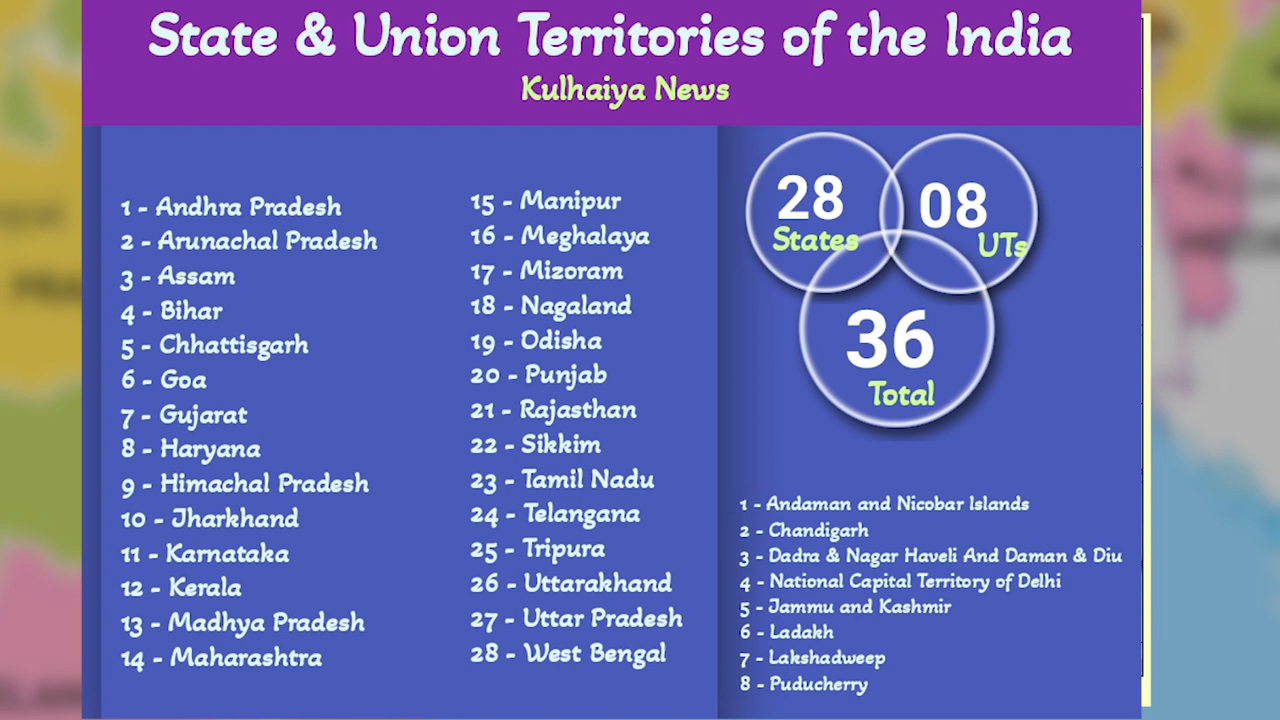 State & Union Territories of the India
Kulhaiya News
1 - Andhra Pradesh
2 - Arunachal Pradesh
3 - Assam
4 - Bihar
5 - Chhattisgarh
6 - Goa
7 - Gujarat
8 - Haryana
9 - Himachal Pradesh
10 - Jharkhand
11 - Karnataka
12 - Kerala
13 - Madhya Pradesh
14 - Maharashtra
15 - Manipur
16 - Meghalaya
17 - Mizoram
18 - Nagaland
19 - Odisha
20 - Punjab
21 - Rajasthan
22 - Sikkim
23 - Tamil Nadu
24 - Telangana
25 - Tripura
26 - Uttarakhand
27 - Uttar Pradesh
28 - West Bengal
28
States
08
UTs
36
Total
1 - Andaman and Nicobar Islands
2 - Chandigarh
3 - Dadra & Nagar Haveli And Daman & Diu
4 - National Capital Territory of Delhi
5 - Jammu and Kashmir
6 - Ladakh
7 - Lakshadweep
8 - Puducherry